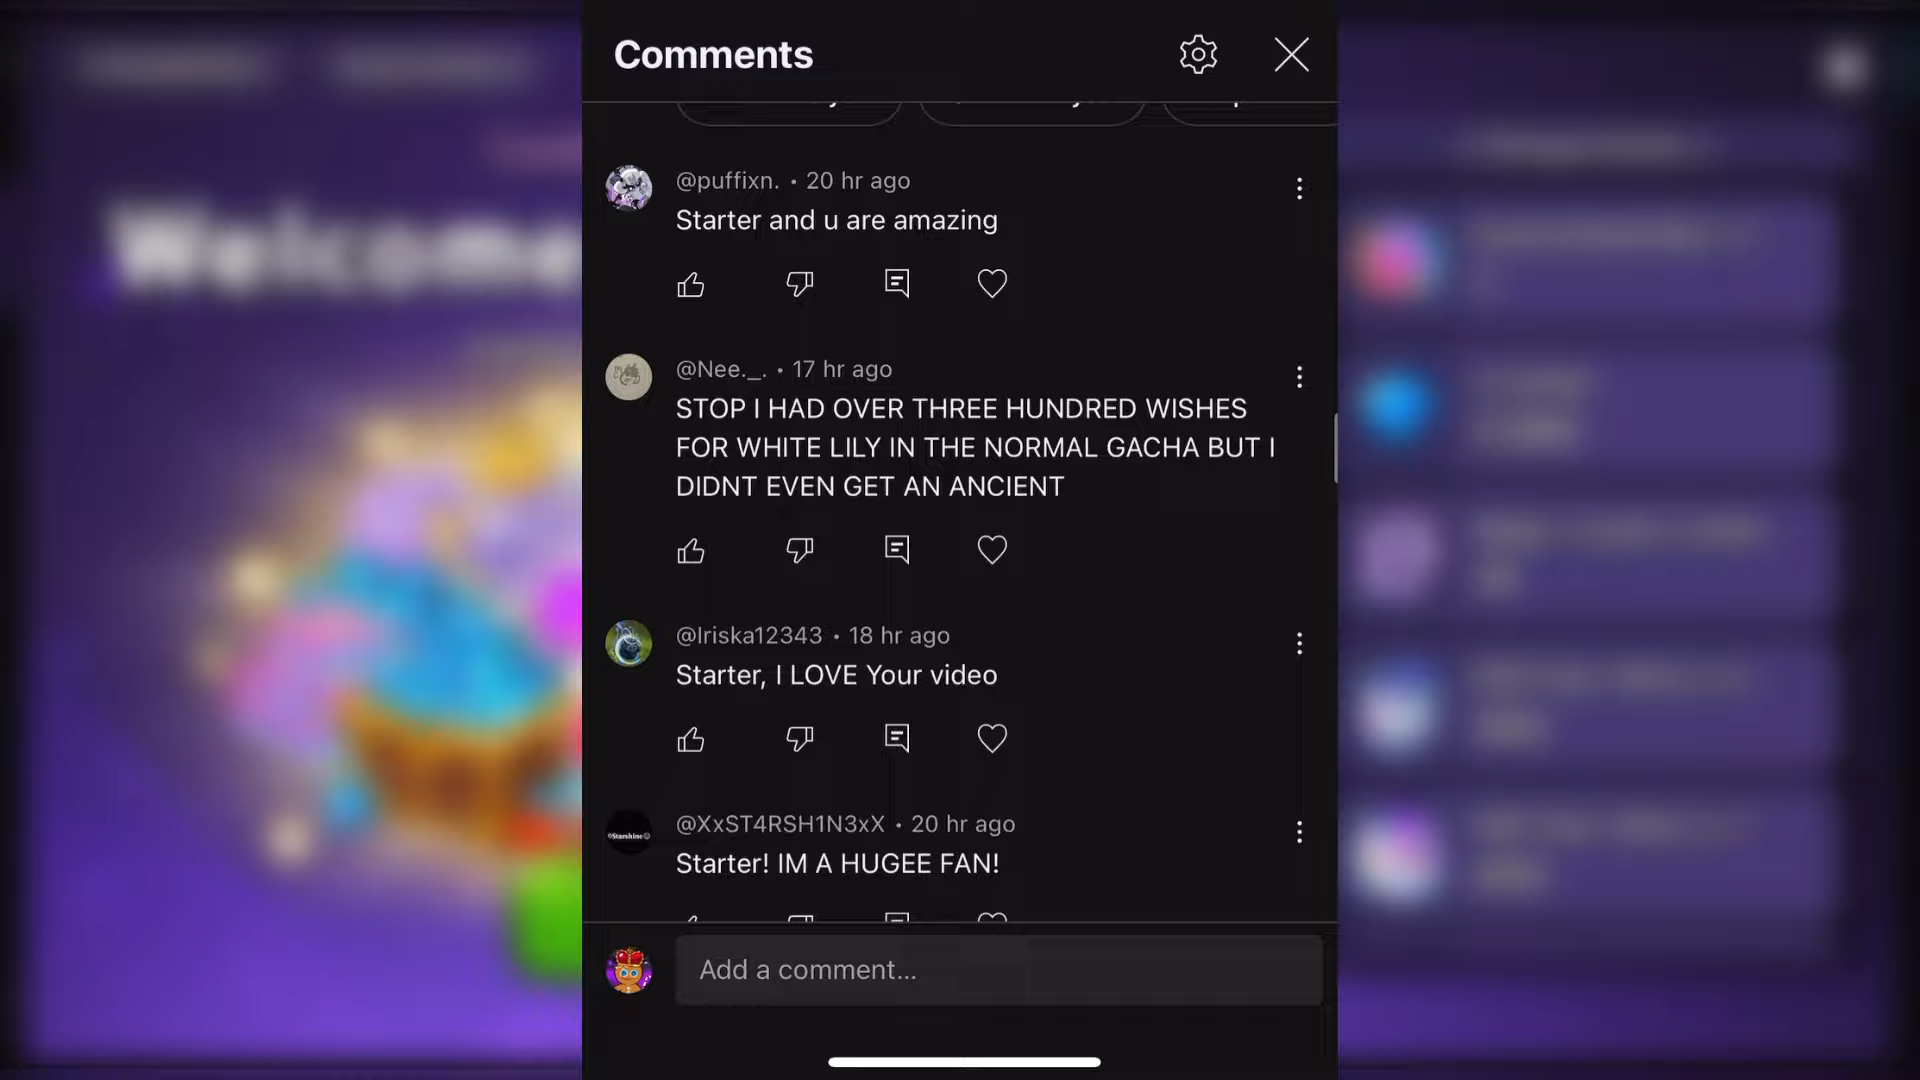 Welcome
Comments
@puffixn. • 20 hr ago
Starter and u are amazing
@Nee._. • 17 hr ago
STOP I HAD OVER THREE HUNDRED WISHES
FOR WHITE LILY IN THE NORMAL GACHA BUT I
DIDNT EVEN GET AN ANCIENT
@Iriska12343 • 18 hr ago
Starter, I LOVE Your video
@XxST4RSH1N3xX • 20 hr ago
Starter! IM A HUGEE FAN!
Add a comment...